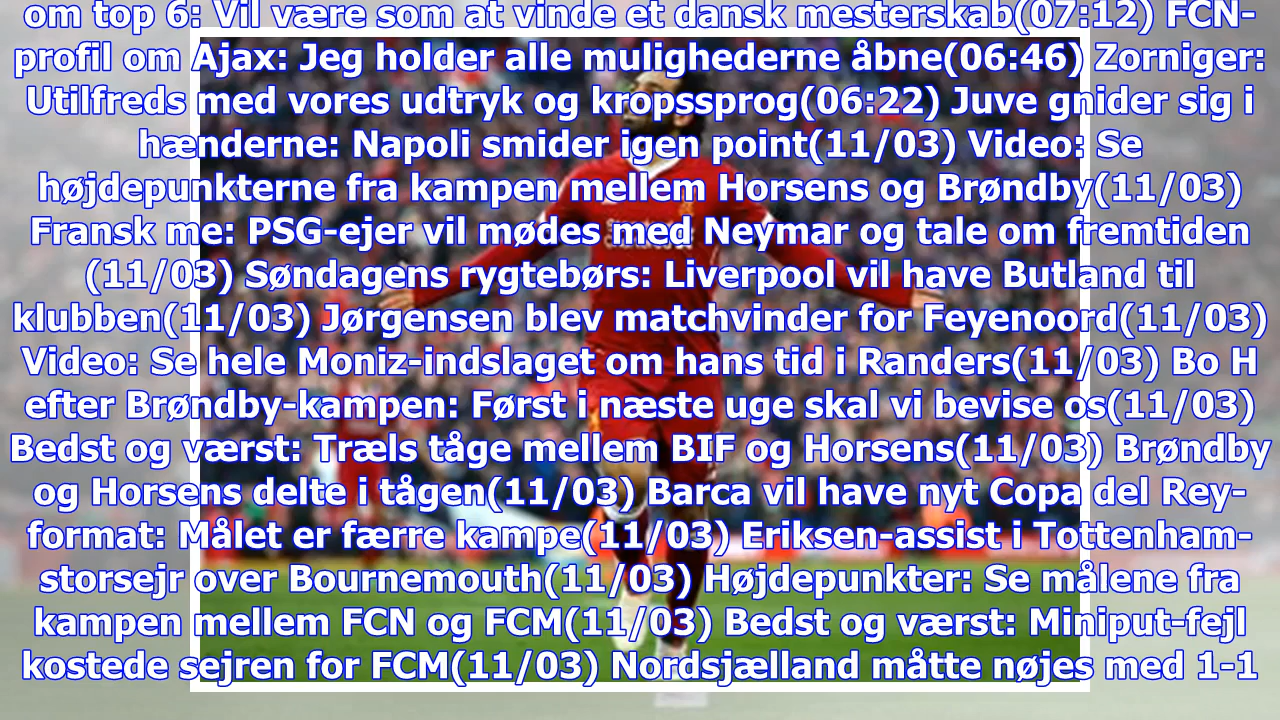 om top 6: Vil være som at vinde et dansk mesterskab(07:12) FCN-
profil om Ajax: Jeg holder alle mulighederne åbne(06:46) Zorniger:
Utilfreds med vores udtryk og kropssprog(06:22) Juve gnider sig i
hænderne: Napoli smider igen point(11/03) Video: Se
højdepunkterne fra kampen mellem Horsens og Brøndby(11/03)
Fransk me: PSG-ejer vil mødes med Neymar og tale om fremtiden
(11/03) Søndagens rygtebørs: Liverpool vil have Butland til
klubben(11/03) Jørgensen blev matchvinder for Feyenoord(11/03)
Video: Se hele Moniz-indslaget om hans tid i Randers(11/03) Bo H
efter Brøndby-kampen: Først i næste uge skal vi bevise os(11/03)
Bedst og værst: Træls tåge mellem BIF og Horsens(11/03) Brøndby
og Horsens delte i tågen(11/03) Barca vil have nyt Copa del Rey-
format: Målet er færre kampe(11/03) Eriksen-assist i Tottenham-
storsejr over Bournemouth(11/03) Højdepunkter: Se målene fra
kampen mellem FCN og FCM(11/03) Bedst og værst: Miniput-fejl
kostede sejren for FCM(11/03) Nordsjælland måtte nøjes med 1-1